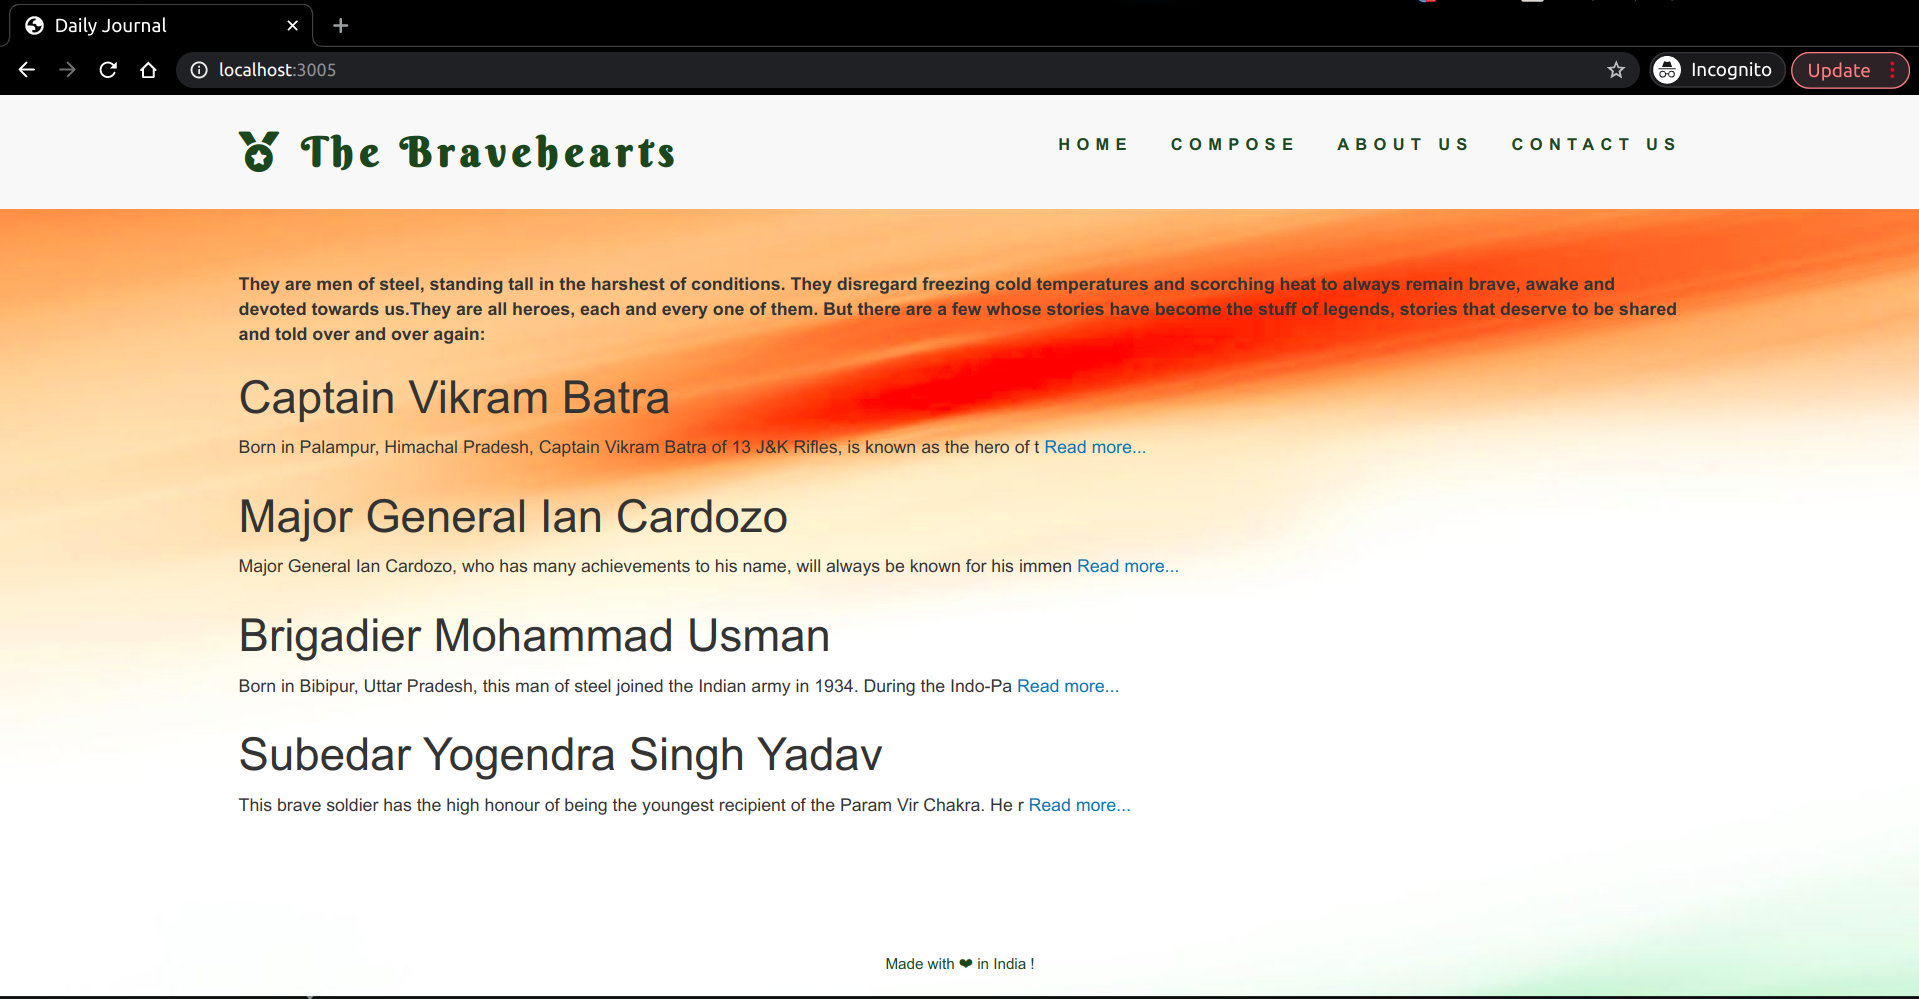 Daily Journal
localhost:3005
Incognito
Update
The Bravehearts
HOME COMPOSE ABOUT US CONTACT US
They are men of steel, standing tall in the harshest of conditions. They disregard freezing cold temperatures and scorching heat to always remain brave, awake and
devoted towards us.They are all heroes, each and every one of them. But there are a few whose stories have become the stuff of legends, stories that deserve to be shared
and told over and over again:
Captain Vikram Batra
Born in Palampur, Himachal Pradesh, Captain Vikram Batra of 13 J&K Rifles, is known as the hero of t Read more...
Major General Ian Cardozo
Major General Ian Cardozo, who has many achievements to his name, will always be known for his immen Read more...
Brigadier Mohammad Usman
Born in Bibipur, Uttar Pradesh, this man of steel joined the Indian army in 1934. During the Indo-Pa Read more...
Subedar Yogendra Singh Yadav
This brave soldier has the high honour of being the youngest recipient of the Param Vir Chakra. He r Read more...
Made with ❤ in India !